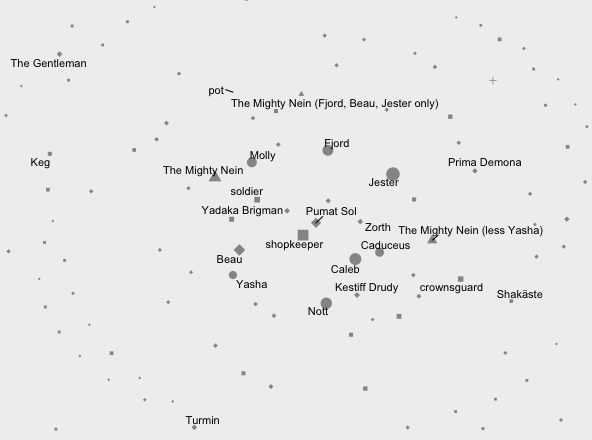 The Gentleman
pot
The Mighty Nein (Fjord, Beau, Jester only)
Fjord
Molly
Keg
Prima Demona
The Mighty Nein
Jester
soldier
Yadaka Brigman
Pumat Sol
Zorth
The Mighty Nein (less Yasha)
shopkeeper
Caduceus
Beau
Caleb
Yasha
Kestiff Drudy
crownsguard
Shakäste
Nott
Turmin